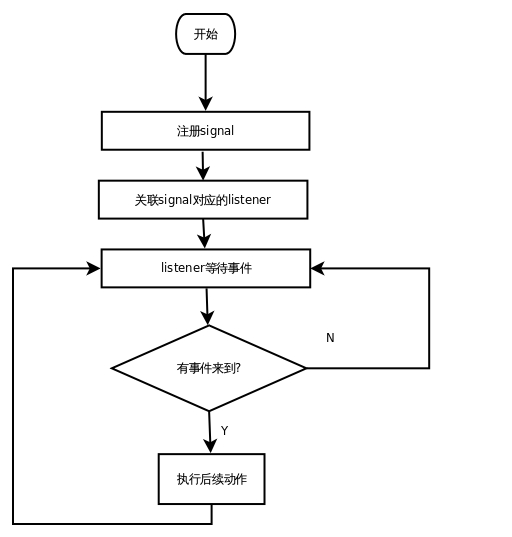 开始
注册signal
关联signal对应的listener
listener等待事件
N
有事件来到?
Y
执行后续动作